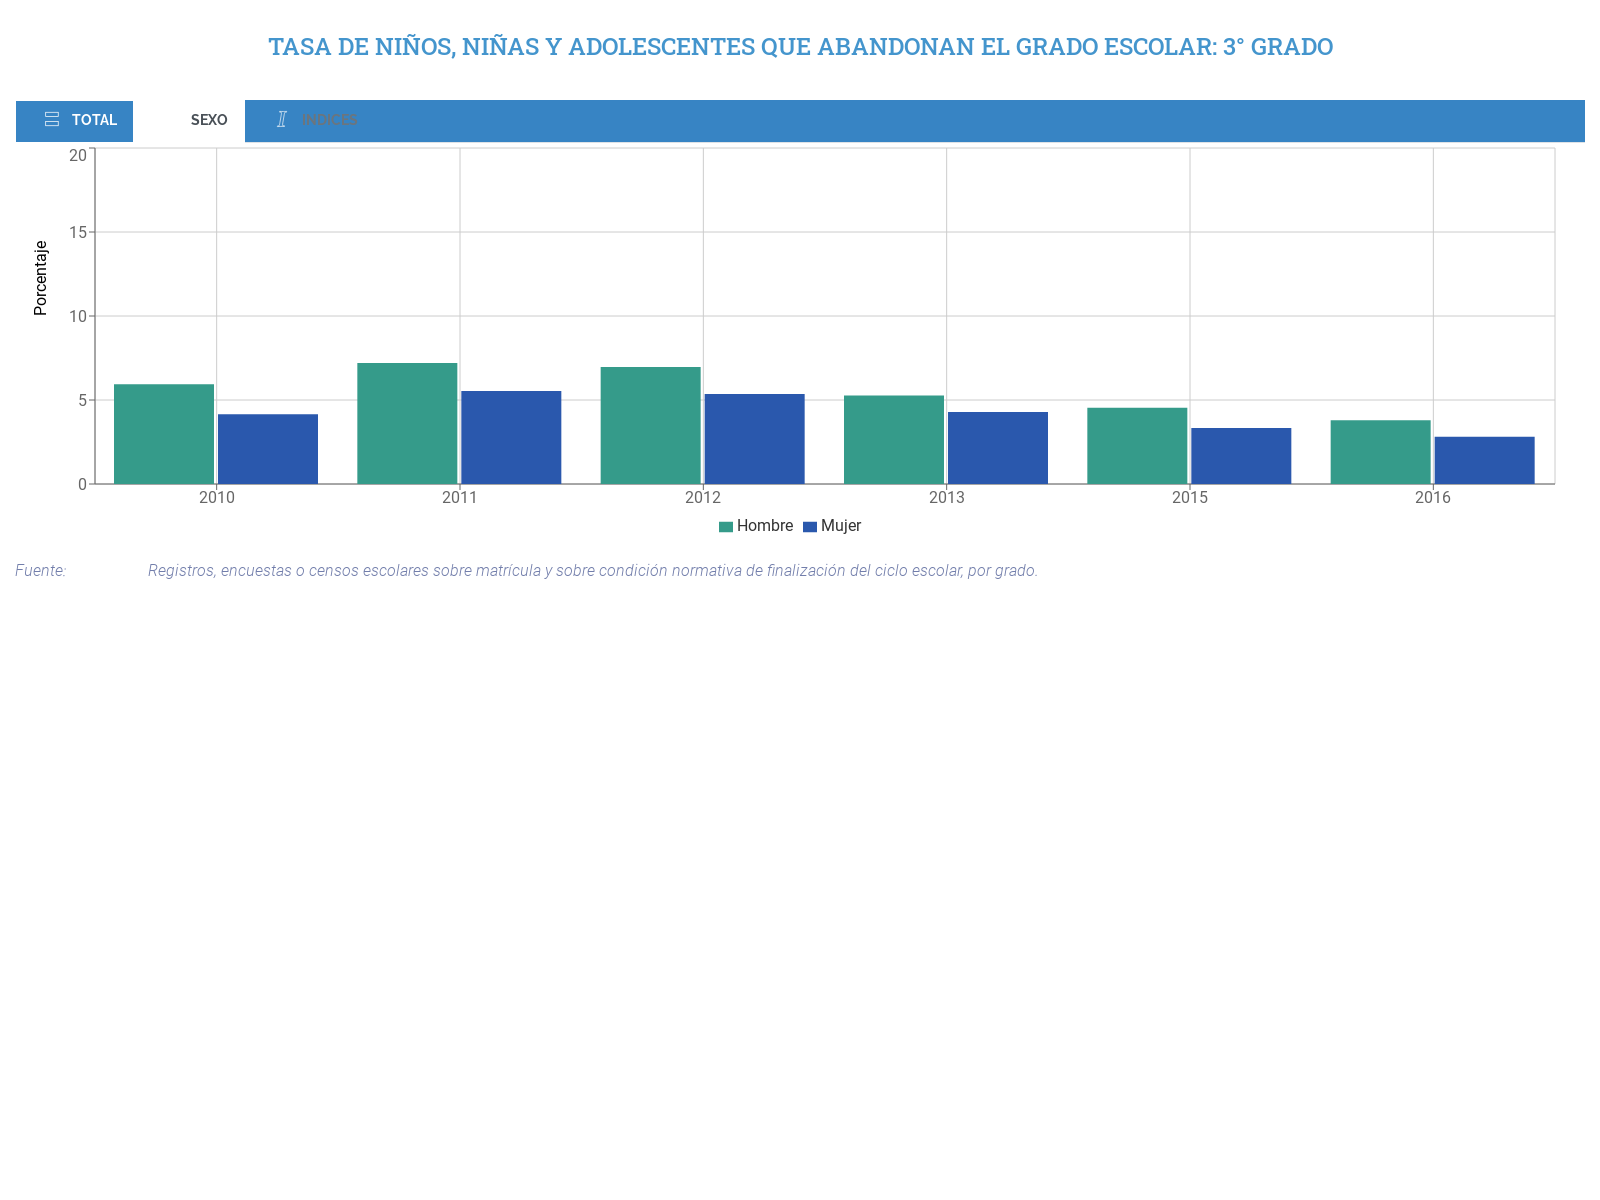 TASA DE NIÑOS, NIÑAS Y ADOLESCENTES QUE ABANDONAN EL GRADO ESCOLAR: 3° GRADO
TOTAL SEXO INDICES
20
15
10
5
0
Porcentaje
2010 2011 2012 2013 2015 2016
Hombre Mujer
Fuente: Registros, encuestas o censos escolares sobre matrícula y sobre condición normativa de finalización del ciclo escolar, por grado.